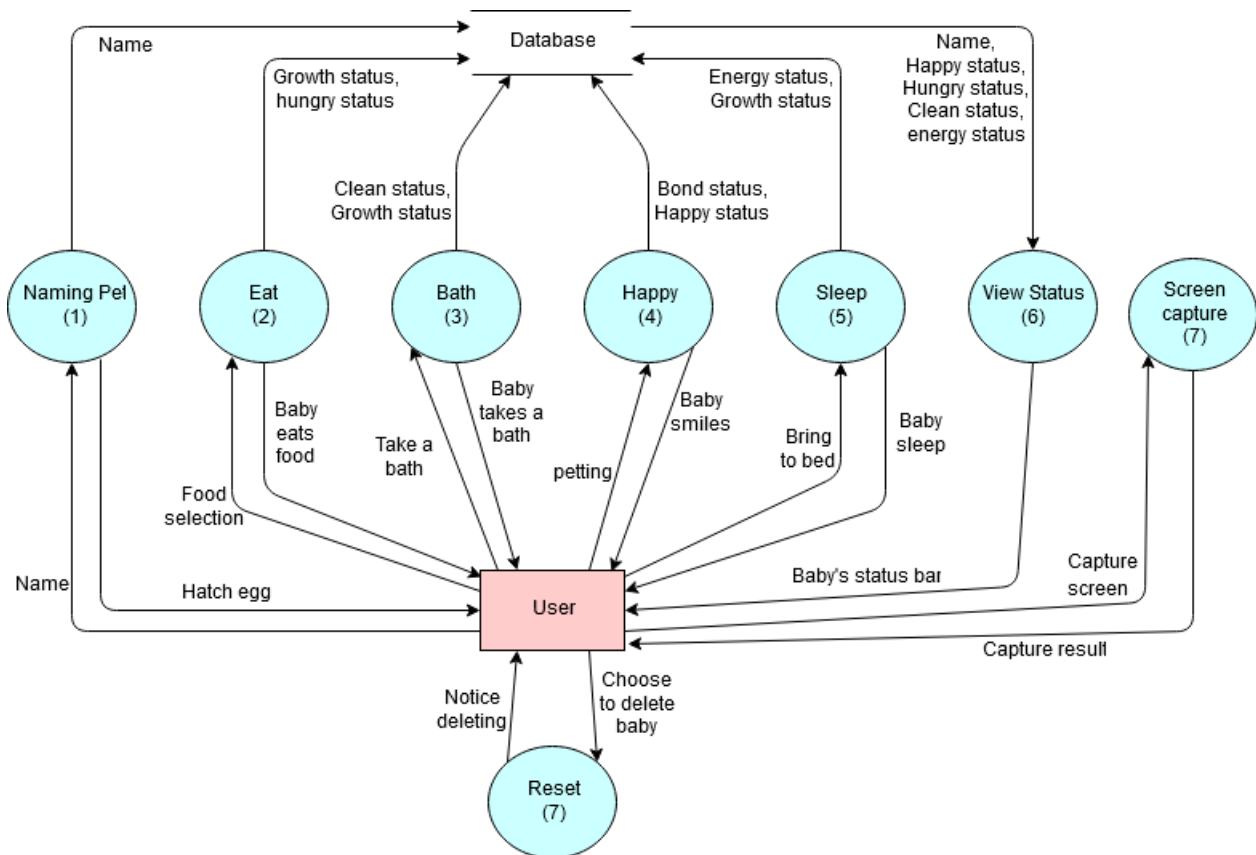 Name
Database
Name,
Happy status,
Hungry status,
Clean status,
energy status
Growth status,
hungry status
Energy status,
Growth status
Clean status,
Growth status
Bond status,
Happy status
Naming Pet
(1)
Eat
(2)
Bath
(3)
Happy
(4)
Sleep
(5)
View Status
(6)
Screen
capture
(7)
Baby
eats
food
Take a
bath
Baby
takes a
bath
petting
Baby
smiles
Bring
to bed
Baby
sleep
Food
selection
Name
Hatch egg
User
Baby's status bar
Capture
screen
Capture result
Notice
deleting
Choose
to delete
baby
Reset
(7)